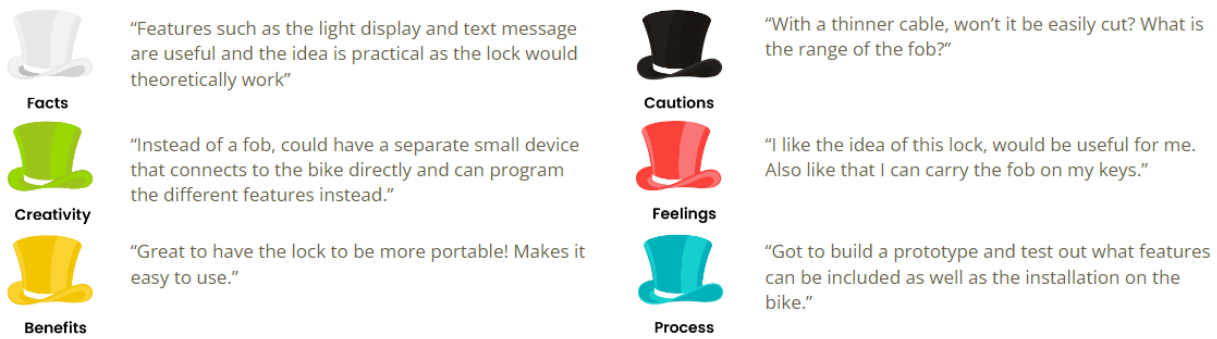 “Features such as the light display and text message
are useful and the idea is practical as the lock would
theoretically work”
Facts
“With a thinner cable, won’t it be easily cut? What is
the range of the fob?”
Cautions
“Instead of a fob, could have a separate small device
that connects to the bike directly and can program
the different features instead.”
Creativity
“I like the idea of this lock, would be useful for me.
Also like that I can carry the fob on my keys.”
Feelings
“Great to have the lock to be more portable! Makes it
easy to use.”
Benefits
“Got to build a prototype and test out what features
can be included as well as the installation on the
bike.”
Process